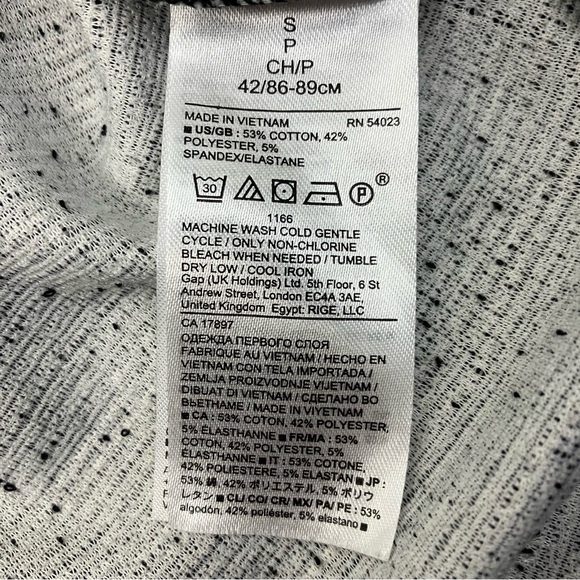 S
P
CH/P
42/86-89см
MADE IN VIETNAM RN 54023
■ US/GB : 53% COTTON, 42%
POLYESTER, 5%
SPANDEX/ELASTANE
30 P ®
1166
MACHINE WASH COLD GENTLE
CYCLE / ONLY NON-CHLORINE
BLEACH WHEN NEEDED / TUMBLE
DRY LOW / COOL IRON
Gap (UK Holdings) Ltd. 5th Floor, 6 St
Andrew Street, London EC4A 3AE,
United Kingdom Egypt: RIGE, LLC
CA 17897
ОДЕЖДА ПЕРВОГО СЛОЯ
FABRIQUE AU VIETNAM / HECHO EN
VIETNAM CON TELA IMPORTADA /
ZEMLJA PROIZVODNJE VIJETNAM /
DIBUAT DI VIETNAM / СДЕЛАНО ВО
ВЬЕТНАМЕ / MADE IN VIYETNAM
■ CA : 53% COTTON, 42% POLYESTER,
5% ELASTHANNE ■ FR/MA : 53%
COTON, 42% POLYESTER, 5%
ELASTHANNE ■ IT : 53% COTONE,
42% POLIESTERE, 5% ELASTAN ■ JP :
53% 綿, 42% ポリエステル, 5% ポリウ
レタン ■ CL/ CO/ CR/ MX/ PA/ PE : 53%
algodón, 42% poliéster, 5% elastano ■